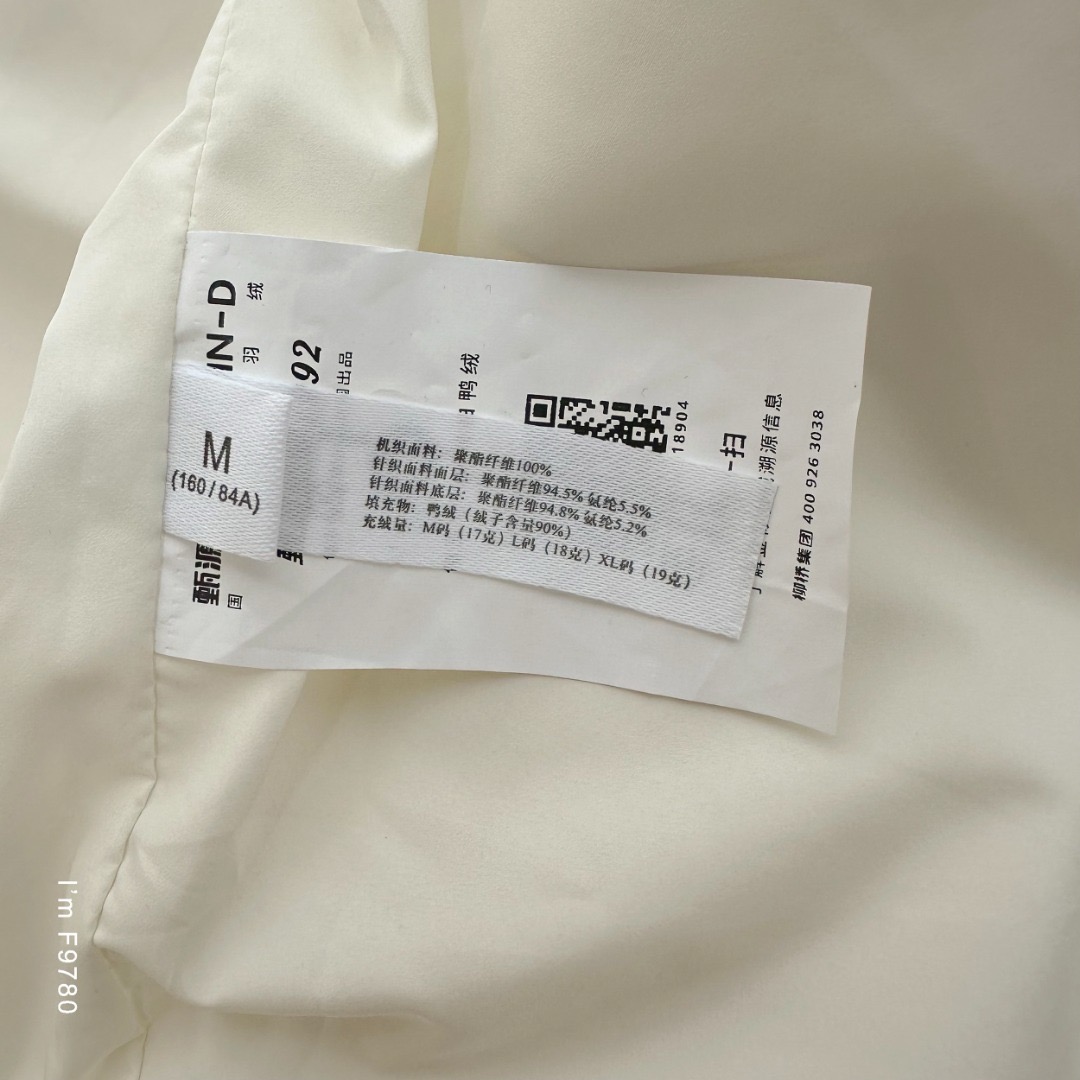 M
(160/84A)
机织面料：聚酯纤维100%
针织面料面层：聚酯纤维94.5% 氨纶5.5%
针织面料底层：聚酯纤维94.8% 氨纶5.2%
填充物：鸭绒（绒子含量90%）
充绒量：M码（17克）L码（18克）XL码（19克）
甄源
IN-D
国
羽 绒
92
出品
鸭绒
18904
一扫
溯源信息
柳桥集团 400 926 3038
I'm F9780